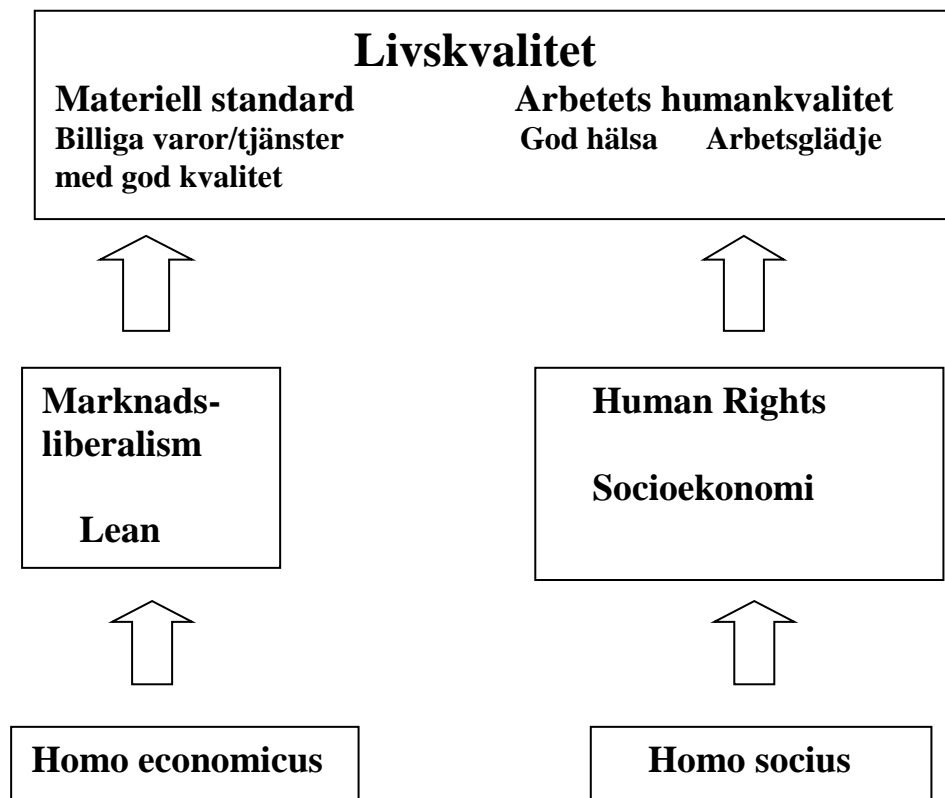 Livskvalitet
Materiell standard
Billiga varor/tjänster
med god kvalitet
Arbetets humankvalitet
God hälsa Arbetsglädje
Marknads-
liberalism
Lean
Human Rights
Socioekonomi
Homo economicus
Homo socius